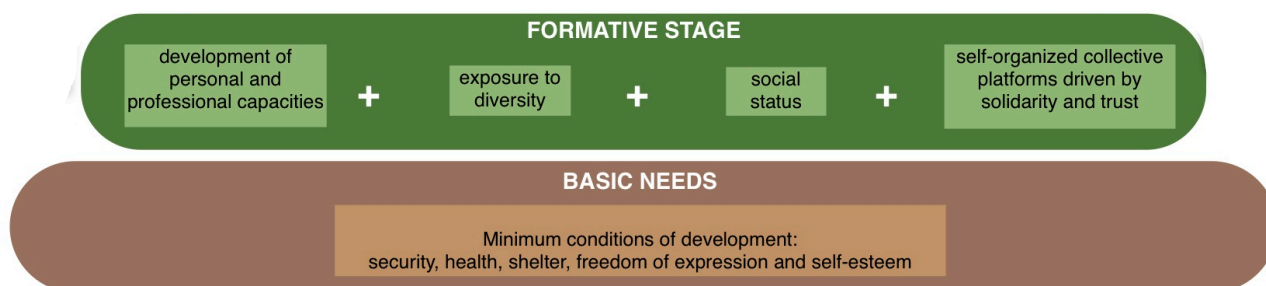 FORMATIVE STAGE
development of
personal and
professional capacities
+
exposure to
diversity
+
social
status
+
self-organized collective
platforms driven by
solidarity and trust
BASIC NEEDS
Minimum conditions of development:
security, health, shelter, freedom of expression and self-esteem